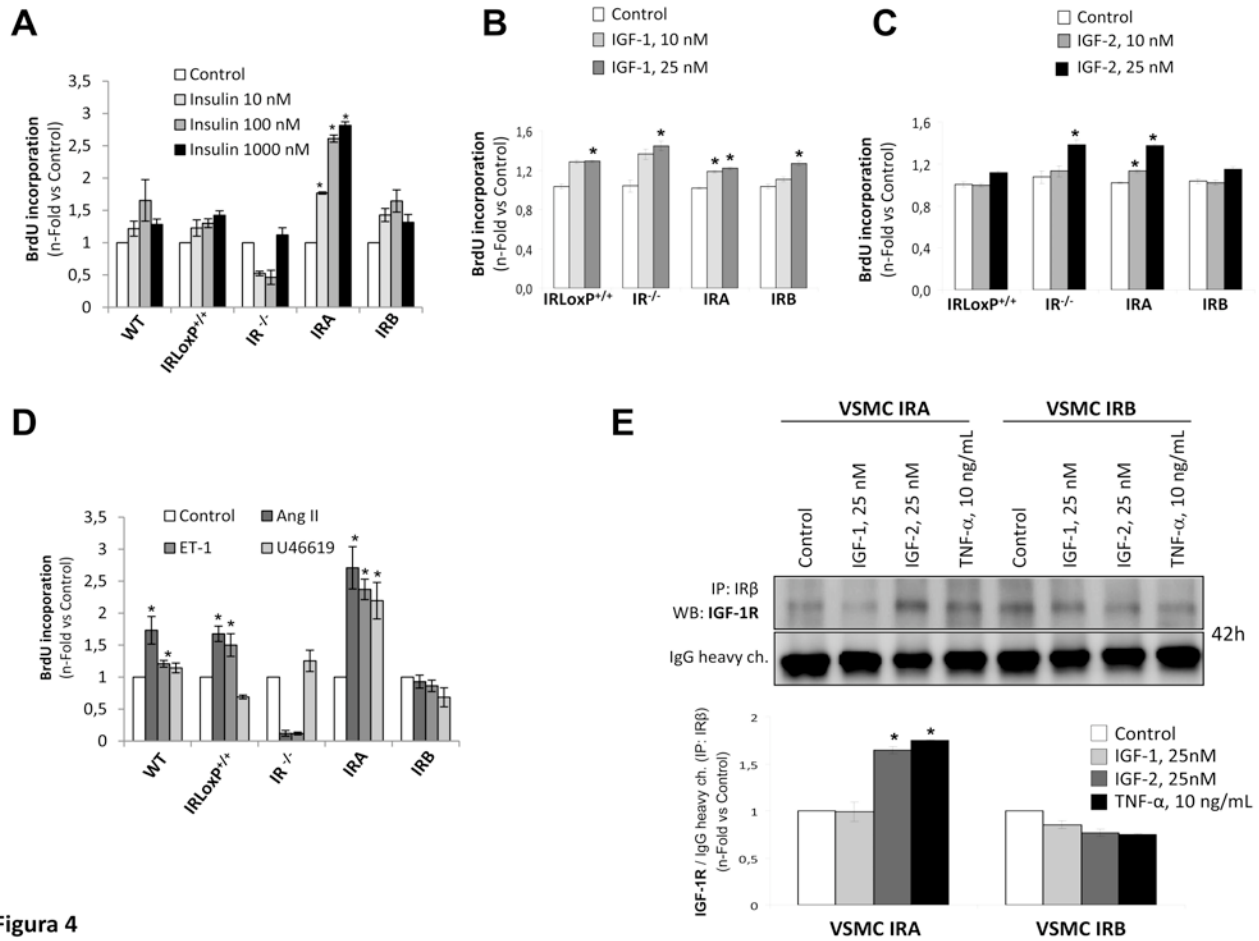 A
Control
Insulin 10 nM
Insulin 100 nM
Insulin 1000 nM
BrdU incorporation
(n-Fold vs Control)
3,5
3
2,5
2
1,5
1
0,5
0
* * *
WT
IRLoxP+/+
IR -/-
IRA
IRB
B
Control
IGF-1, 10 nM
IGF-1, 25 nM
BrdU incorporation
(n-Fold vs Control)
1,6
1,2
0,8
0,4
0,0
* * * * *
IRLoxP+/+ IR-/- IRA IRB
C
Control
IGF-2, 10 nM
IGF-2, 25 nM
BrdU incorporation
(n-Fold vs Control)
1,6
1,2
0,8
0,4
0,0
* * *
IRLoxP+/+ IR-/- IRA IRB
D
Control Ang II
ET-1 U46619
BrdU incoporation
(n-Fold vs Control)
3,5
3
2,5
2
1,5
1
0,5
0
* * * * * * *
WT
IRLoxP+/+
IR -/-
IRA
IRB
E
VSMC IRA VSMC IRB
Control
IGF-1, 25 nM
IGF-2, 25 nM
TNF-α, 10 ng/mL
Control
IGF-1, 25 nM
IGF-2, 25 nM
TNF-α, 10 ng/mL
IP: IRβ
WB: IGF-1R
IgG heavy ch.
42h
IGF-1R / IgG heavy ch. (IP: IRβ)
(n-Fold vs Control)
2
1,5
1
0,5
0
* *
Control
IGF-1, 25nM
IGF-2, 25nM
TNF-α, 10 ng/mL
VSMC IRA VSMC IRB
Figura 4